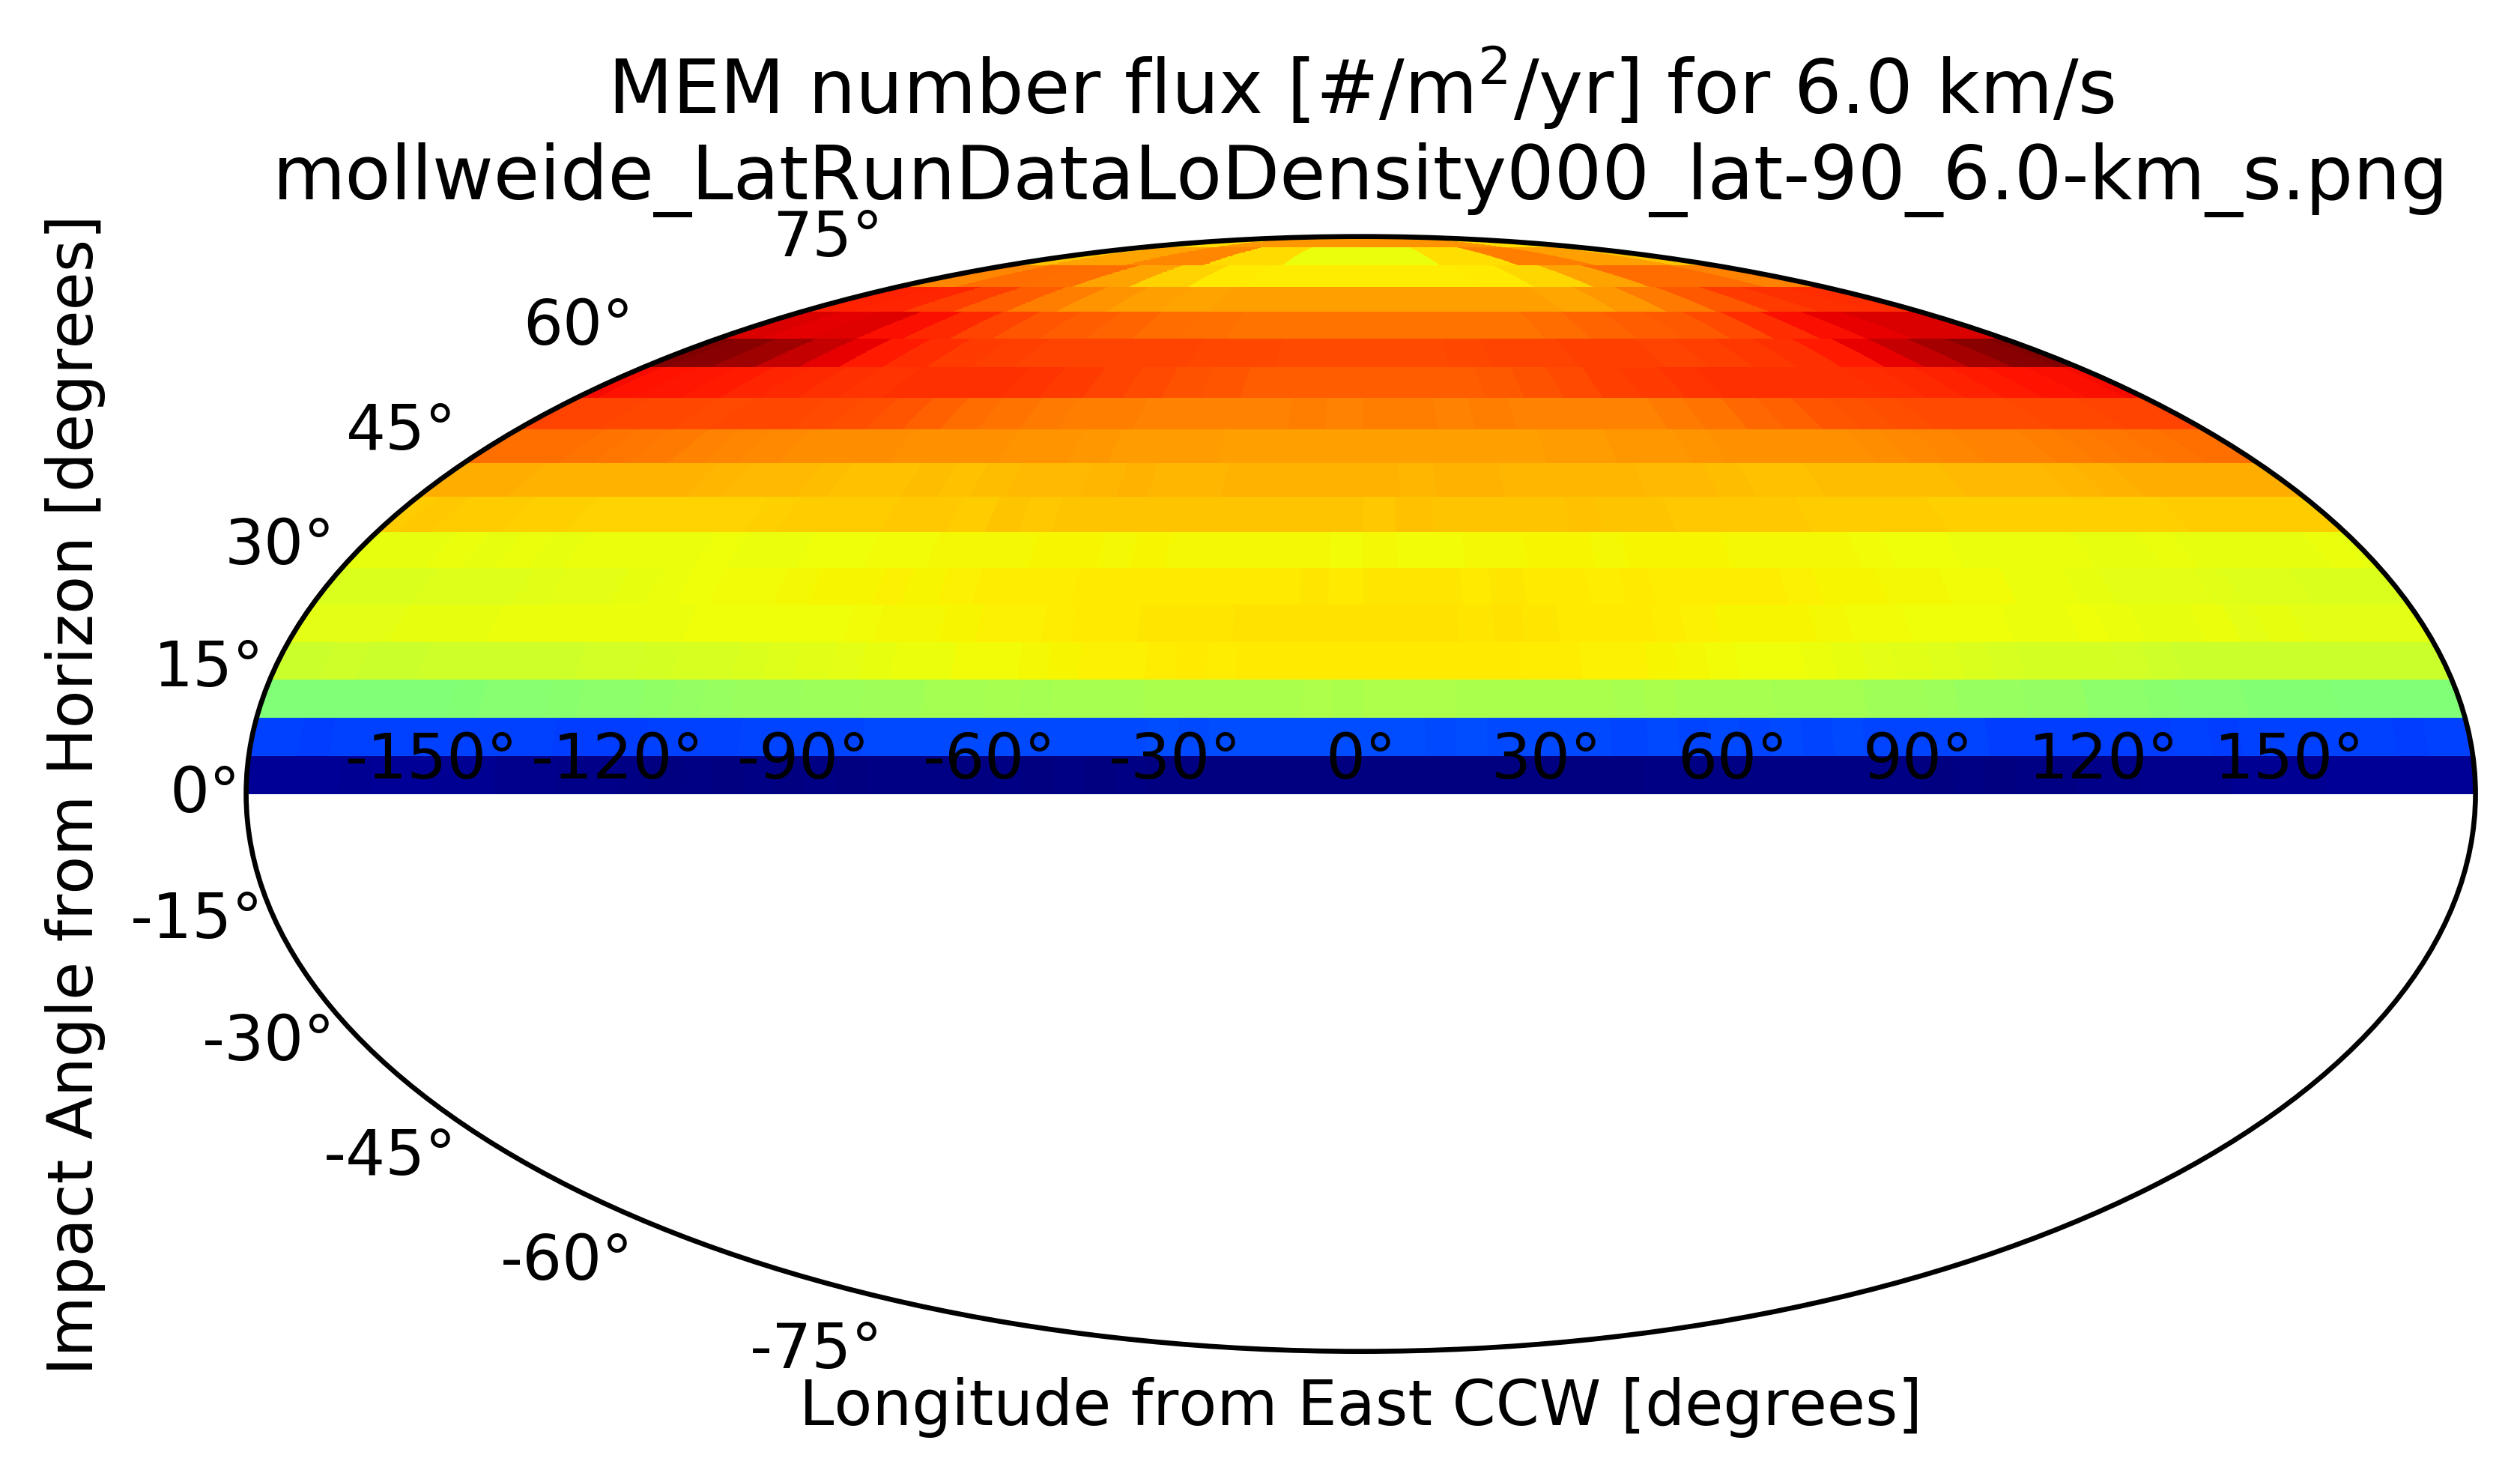 MEM number flux [#/m²/yr] for 6.0 km/s
mollweide_LatRunDataLoDensity000_lat-90_6.0-km_s.png
Impact Angle from Horizon [degrees]
75°
60°
45°
30°
15°
0°
-15°
-30°
-45°
-60°
-75°
-150° -120° -90° -60° -30° 0° 30° 60° 90° 120° 150°
Longitude from East CCW [degrees]